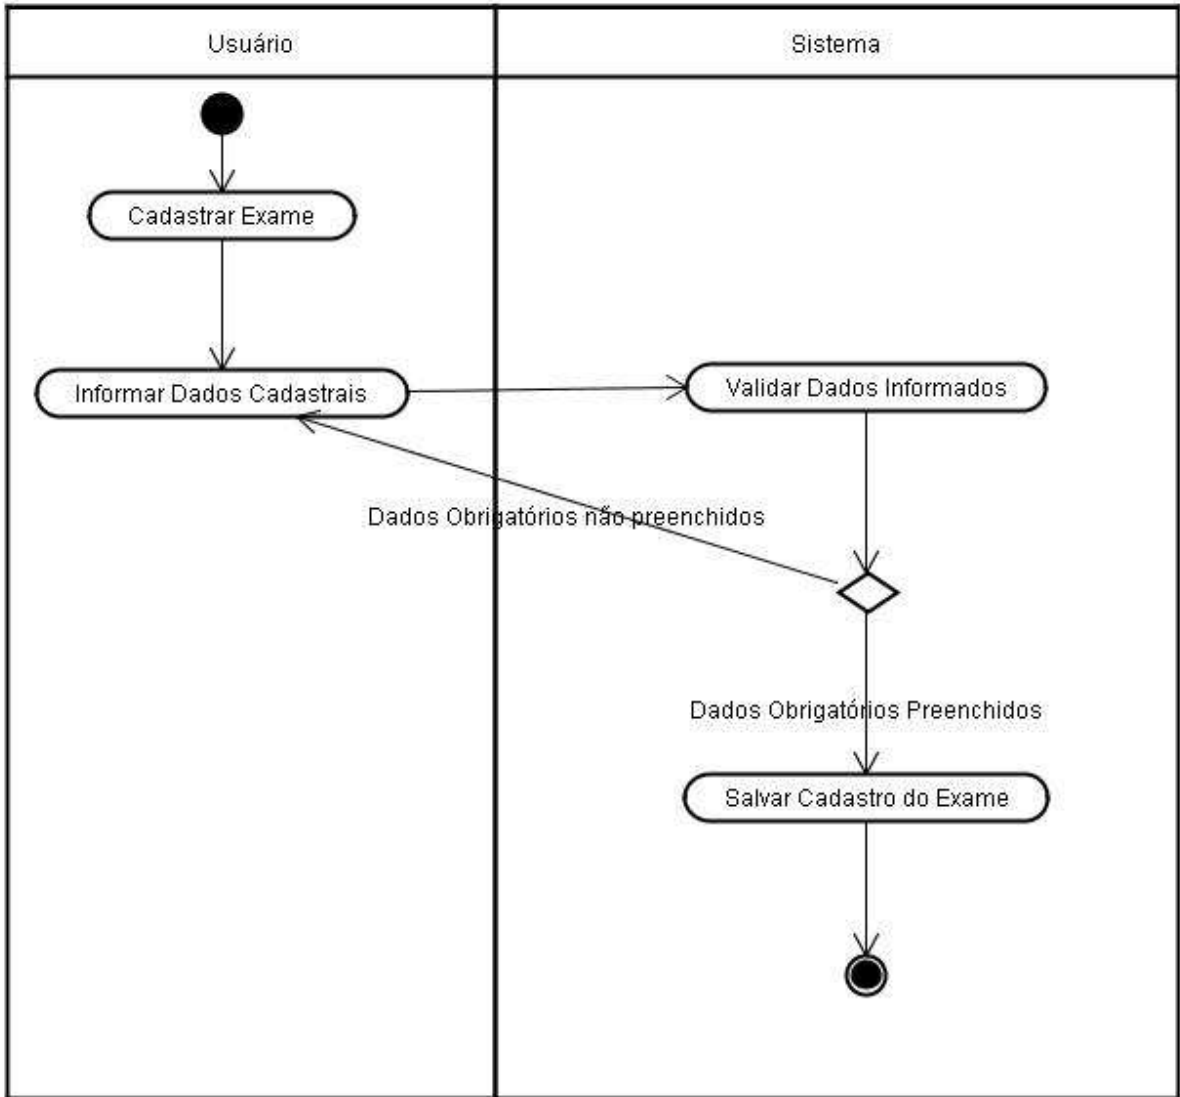 Usuário
Sistema
Cadastrar Exame
Informar Dados Cadastrais
Validar Dados Informados
Dados Obrigatórios não preenchidos
Dados Obrigatórios Preenchidos
Salvar Cadastro do Exame